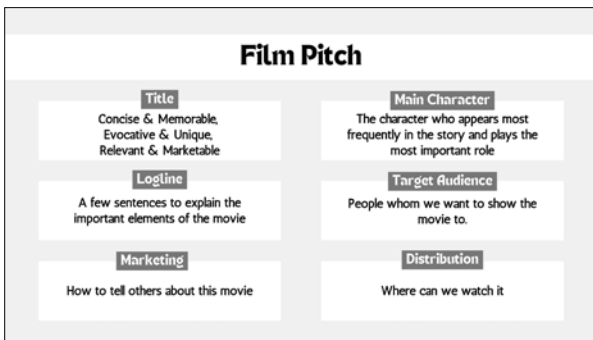 Film Pitch
Title
Concise & Memorable,
Evocative & Unique,
Relevant & Marketable
Main Character
The character who appears most
frequently in the story and plays the
most important role
Logline
A few sentences to explain the
important elements of the movie
Target Audience
People whom we want to show the
movie to.
Marketing
How to tell others about this movie
Distribution
Where can we watch it